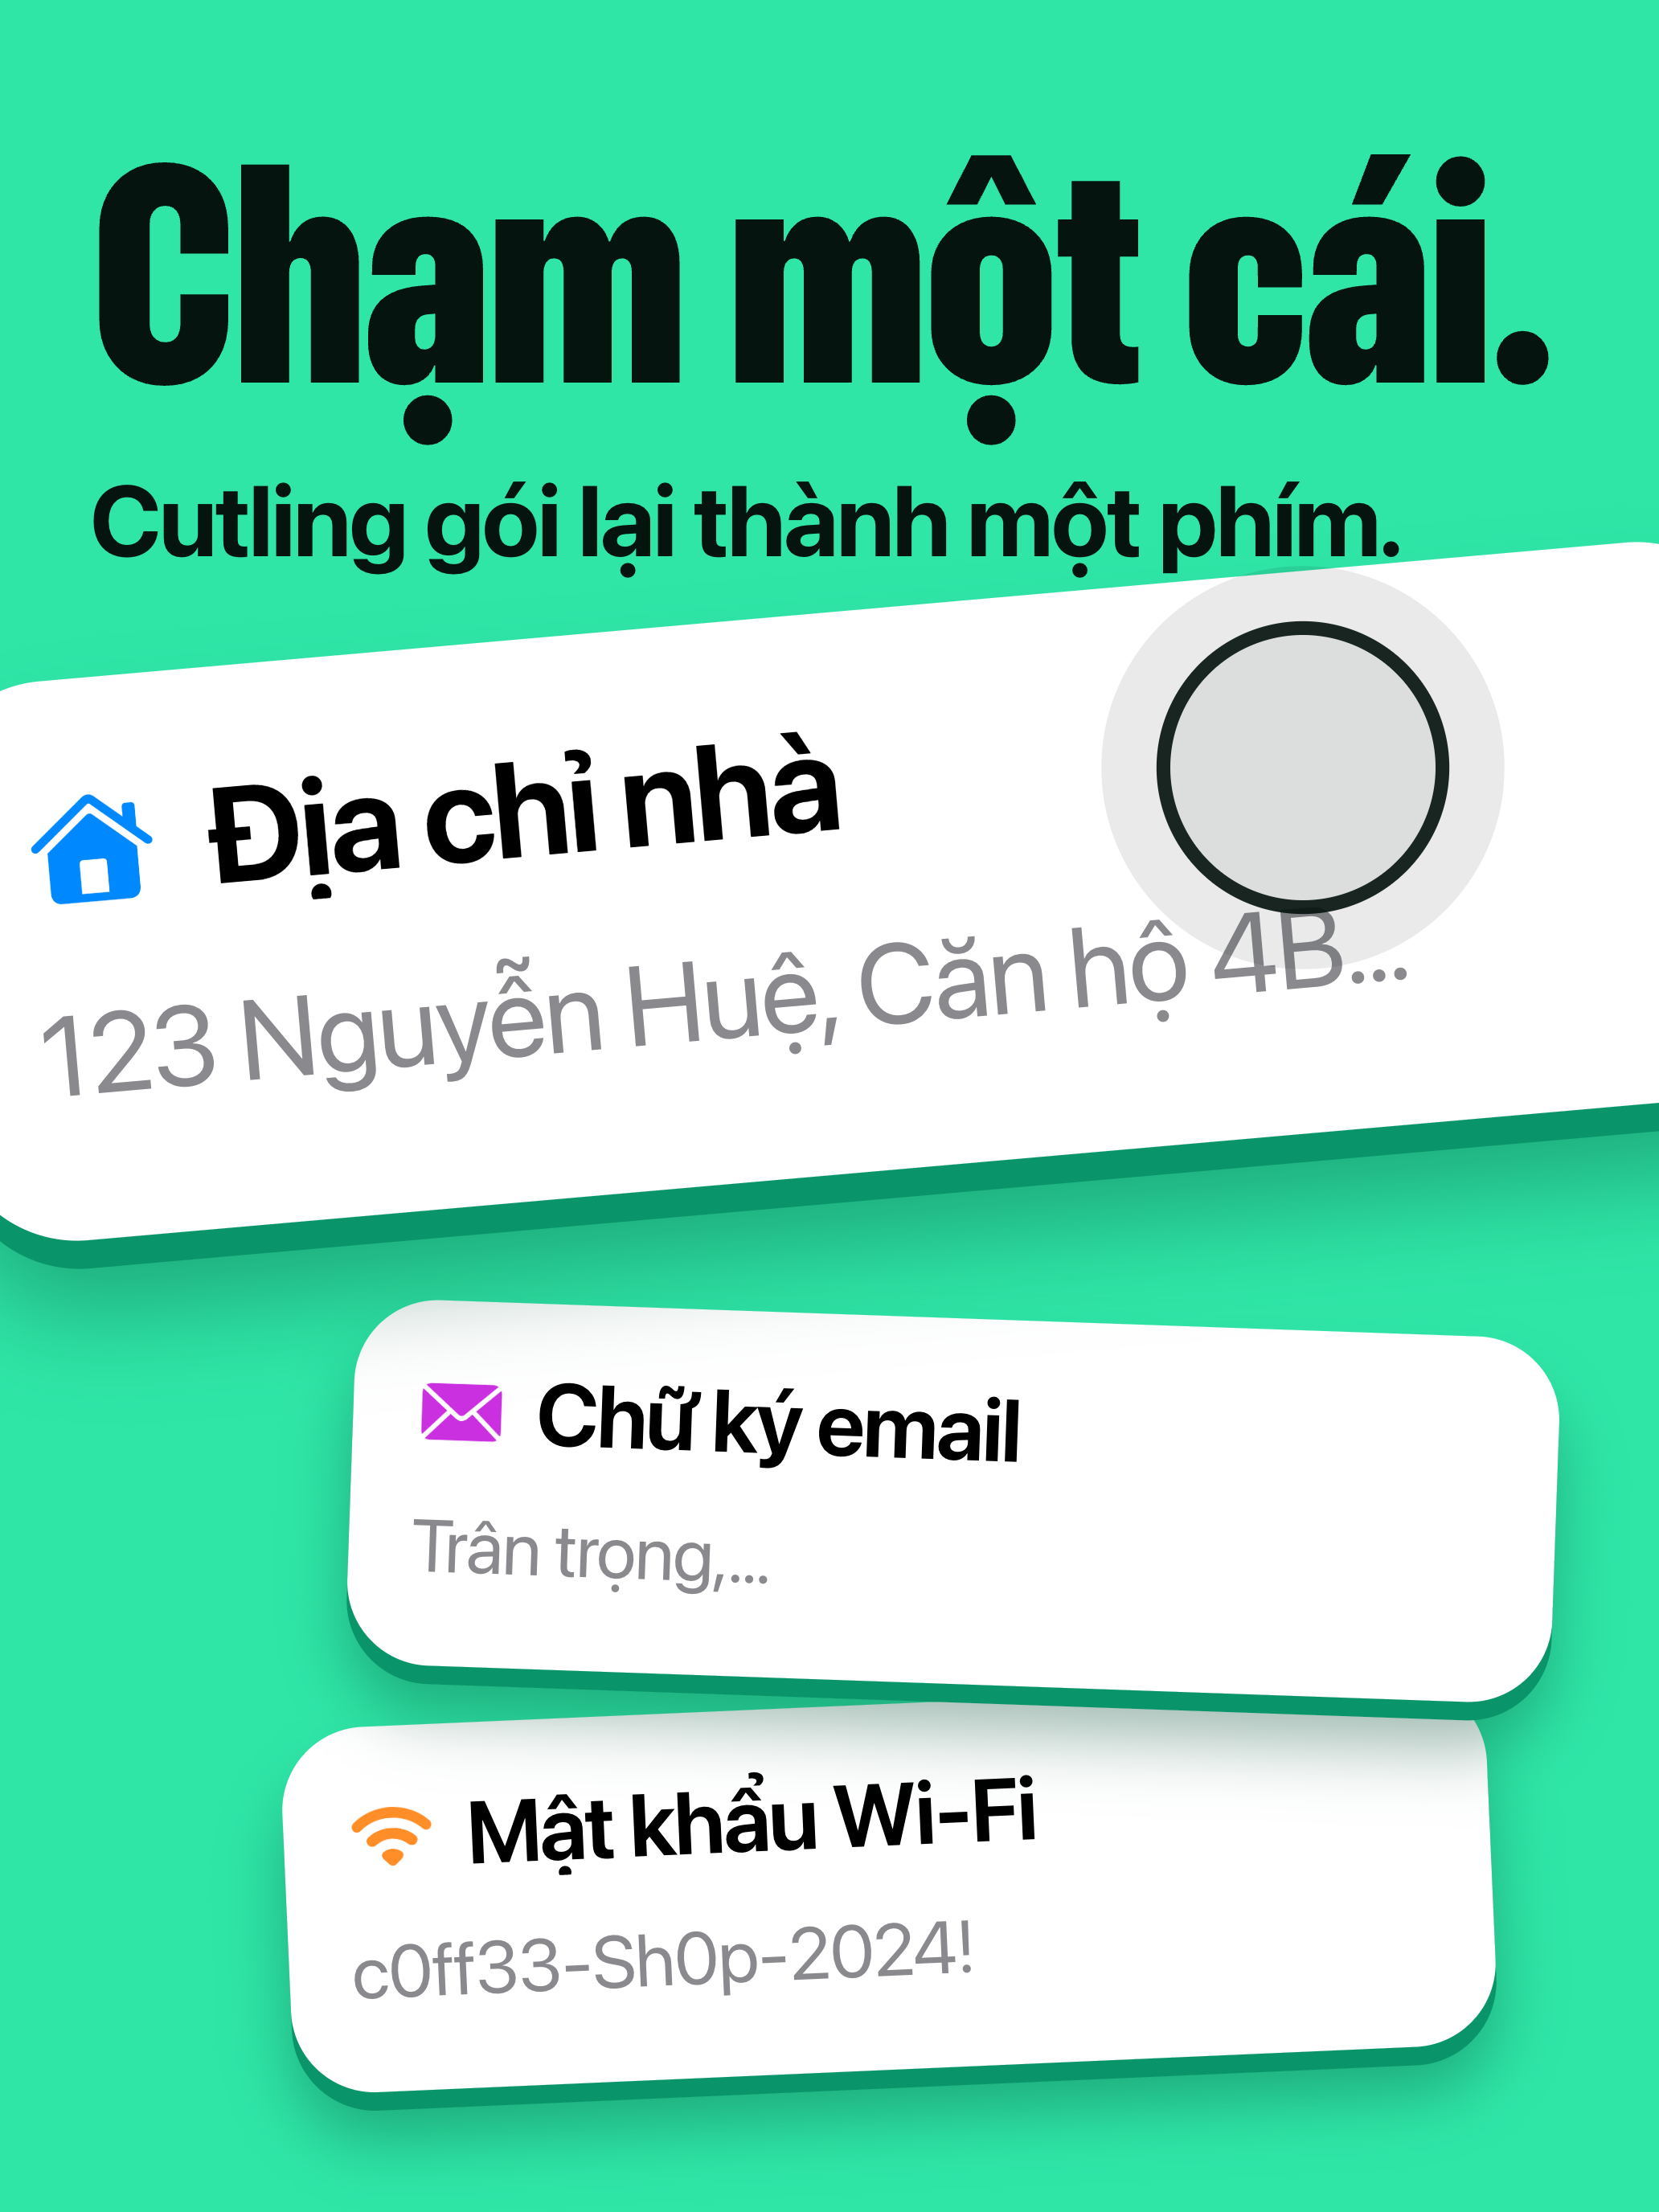 Chạm một cái.
Cutling gói lại thành một phím.
Địa chỉ nhà
123 Nguyễn Huệ, Căn hộ 4B...
Chữ ký email
Trân trọng,...
Mật khẩu Wi-Fi
c0ff33-Sh0p-2024!